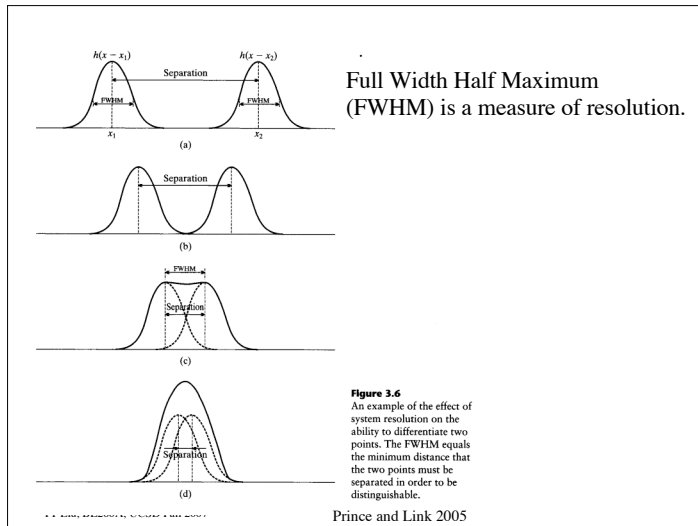 h(x − x₁)
h(x − x₂)
Separation
FWHM
FWHM
x₁
x₂
(a)
Separation
(b)
FWHM
Separation
(c)
Separation
(d)
Full Width Half Maximum
(FWHM) is a measure of resolution.
Figure 3.6
An example of the effect of
system resolution on the
ability to differentiate two
points. The FWHM equals
the minimum distance that
the two points must be
separated in order to be
distinguishable.
Prince and Link 2005